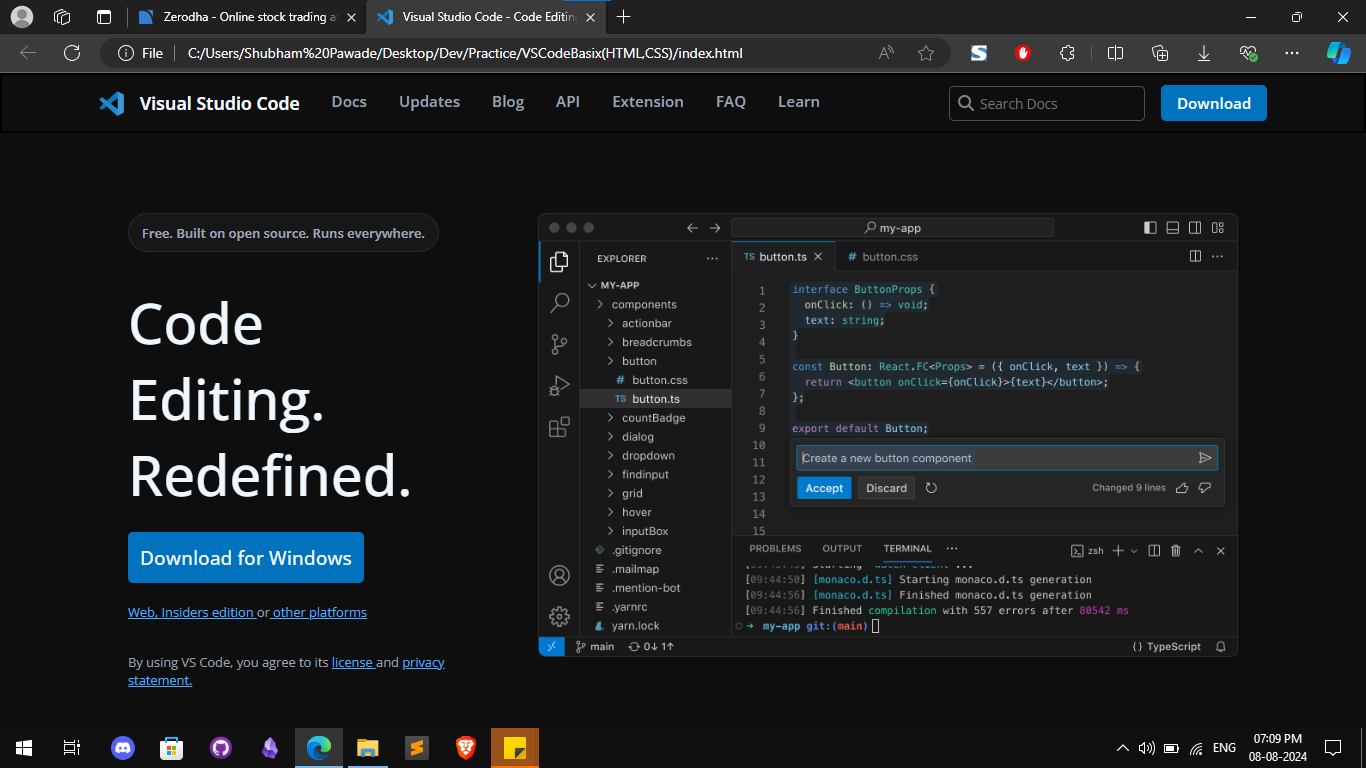 Zerodha - Online stock trading a
Visual Studio Code - Code Editin
File
C:/Users/Shubham%20Pawade/Desktop/Dev/Practice/VSCodeBasix(HTML,CSS)/index.html
Visual Studio Code
Docs
Updates
Blog
API
Extension
FAQ
Learn
Search Docs
Download
Free. Built on open source. Runs everywhere.
Code
Editing.
Redefined.
Download for Windows
Web, Insiders edition or other platforms
By using VS Code, you agree to its license and privacy
statement.
my-app
EXPLORER
MY-APP
components
actionbar
breadcrumbs
button
# button.css
TS button.ts
countBadge
dialog
dropdown
findinput
grid
hover
inputBox
.gitignore
.mailmap
.mention-bot
.yarnrc
yarn.lock
TS button.ts
# button.css
1 interface ButtonProps {
2 onClick: () => void;
3 text: string;
4 }
5
6 const Button: React.FC<Props> = ({ onClick, text }) => {
7 return <button onClick={onClick}>{text}</button>;
8 };
9
10 export default Button;
11
12
13
14
15
Create a new button component
Accept
Discard
Changed 9 lines
PROBLEMS
OUTPUT
TERMINAL
zsh
Starting 'watch-client'...
[09:44:50] [monaco.d.ts] Starting monaco.d.ts generation
[09:44:56] [monaco.d.ts] Finished monaco.d.ts generation
[09:44:56] Finished compilation with 557 errors after 80542 ms
my-app git:(main)
main
0↓ 1↑
{} TypeScript
ENG
07:09 PM
08-08-2024